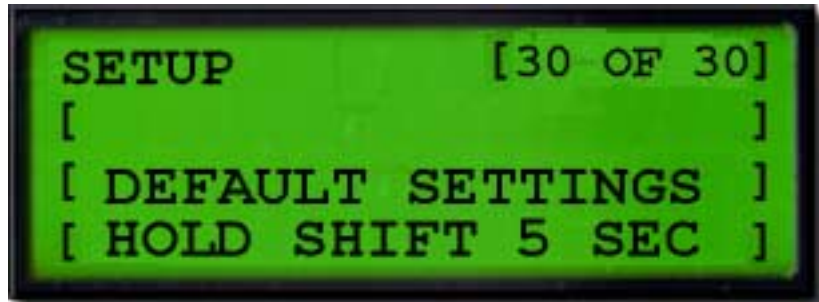 SETUP [30 OF 30]
[ ]
[ DEFAULT SETTINGS ]
[ HOLD SHIFT 5 SEC ]